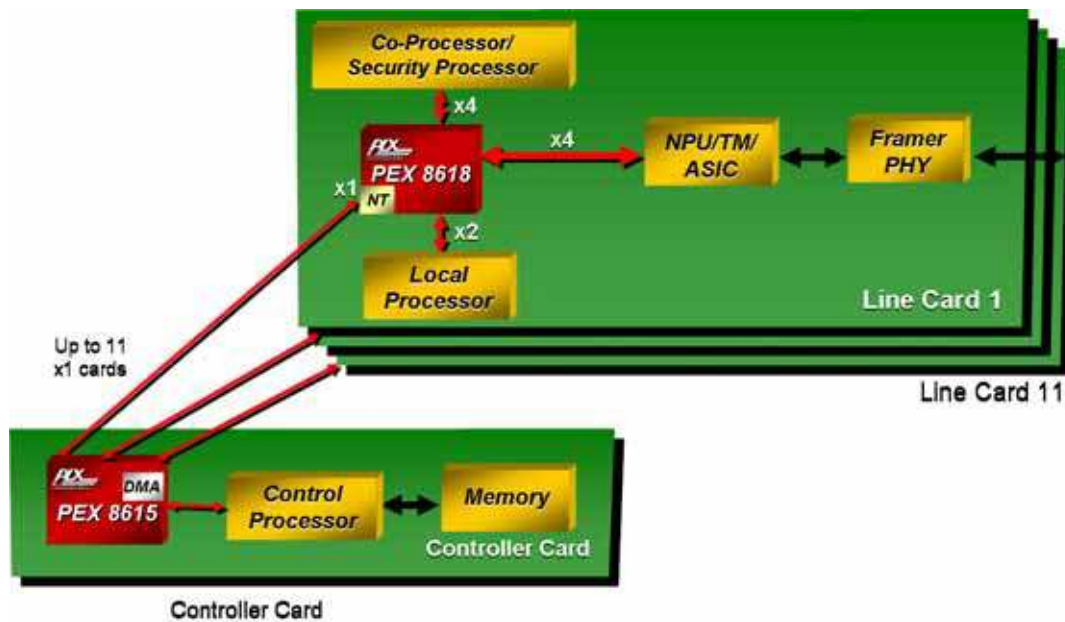 Co-Processor/
Security Processor
x4
PLX
PEX 8618
x1
NT
x4
NPU/TM/
ASIC
Framer
PHY
x2
Local
Processor
Line Card 1
Up to 11
x1 cards
Line Card 11
PLX
DMA
PEX 8615
Control
Processor
Memory
Controller Card
Controller Card